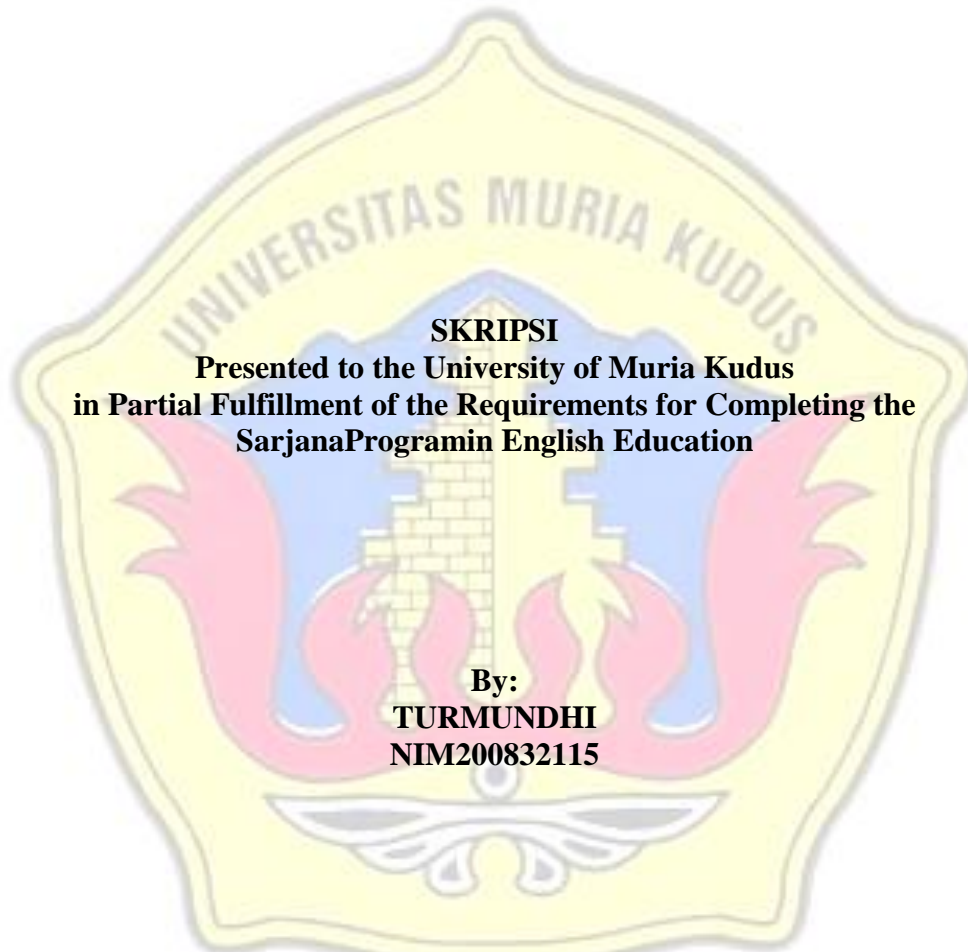 UNIVERSITAS MURIA KUDUS
SKRIPSI
Presented to the University of Muria Kudus
in Partial Fulfillment of the Requirements for Completing the
SarjanaProgramin English Education
By:
TURMUNDHI
NIM200832115